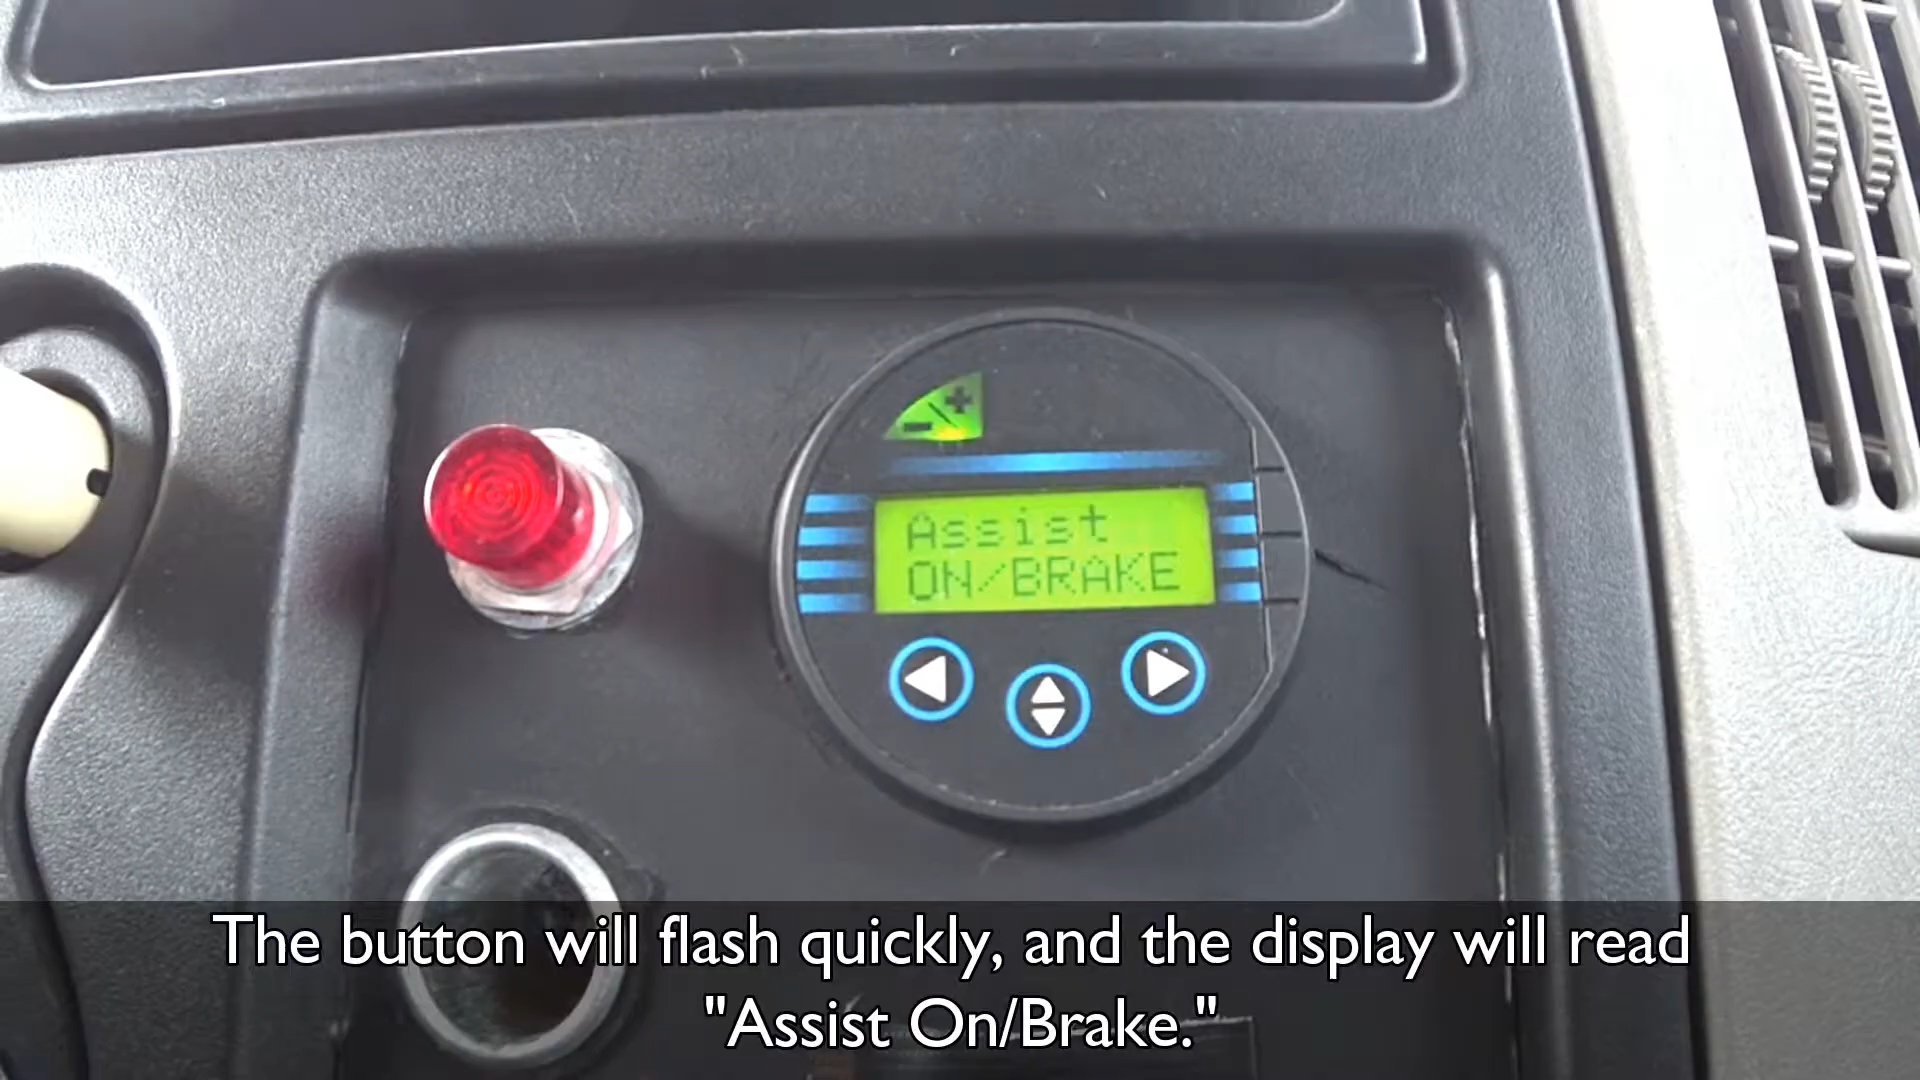 Assist
ON/BRAKE
The button will flash quickly, and the display will read
"Assist On/Brake."